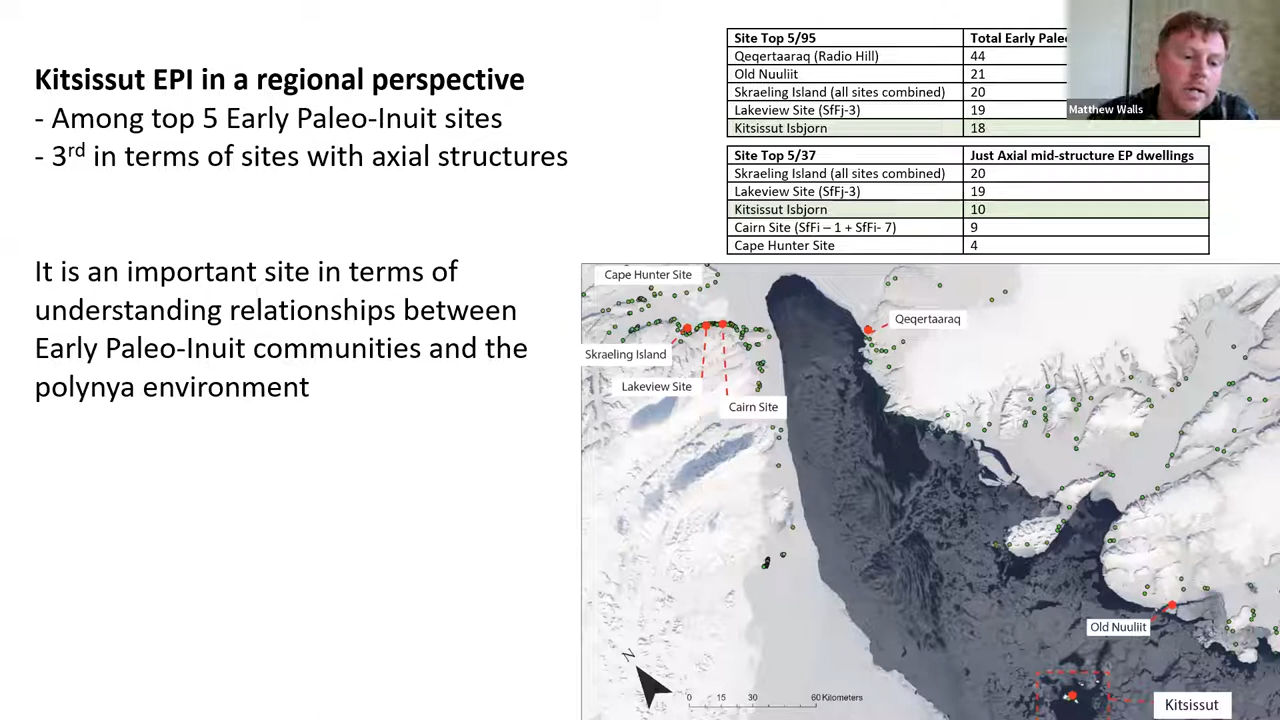 Kitsissut EPI in a regional perspective
- Among top 5 Early Paleo-Inuit sites
- 3rd in terms of sites with axial structures
It is an important site in terms of
understanding relationships between
Early Paleo-Inuit communities and the
polynya environment
Site Top 5/95 Total Early
Qeqertaaraq (Radio Hill) 44
Old Nuuliit 21
Skraeling Island (all sites combined) 20
Lakeview Site (SfFj-3) 19
Kitsissut Isbjorn 18
Matthew Walls
Site Top 5/37 Just Axial mid-structure EP dwellings
Skraeling Island (all sites combined) 20
Lakeview Site (SfFj-3) 19
Kitsissut Isbjorn 10
Cairn Site (SfFi – 1 + SfFi- 7) 9
Cape Hunter Site 4
Cape Hunter Site
Qeqertaaraq
Skraeling Island
Lakeview Site
Cairn Site
Old Nuuliit
N
0 15 30 60 Kilometers
Kitsissut